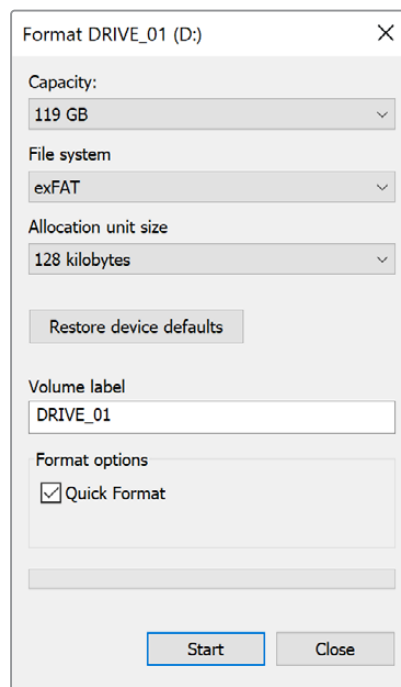 Format DRIVE_01 (D:)
Capacity:
119 GB
File system
exFAT
Allocation unit size
128 kilobytes
Restore device defaults
Volume label
DRIVE_01
Format options
Quick Format
Start Close